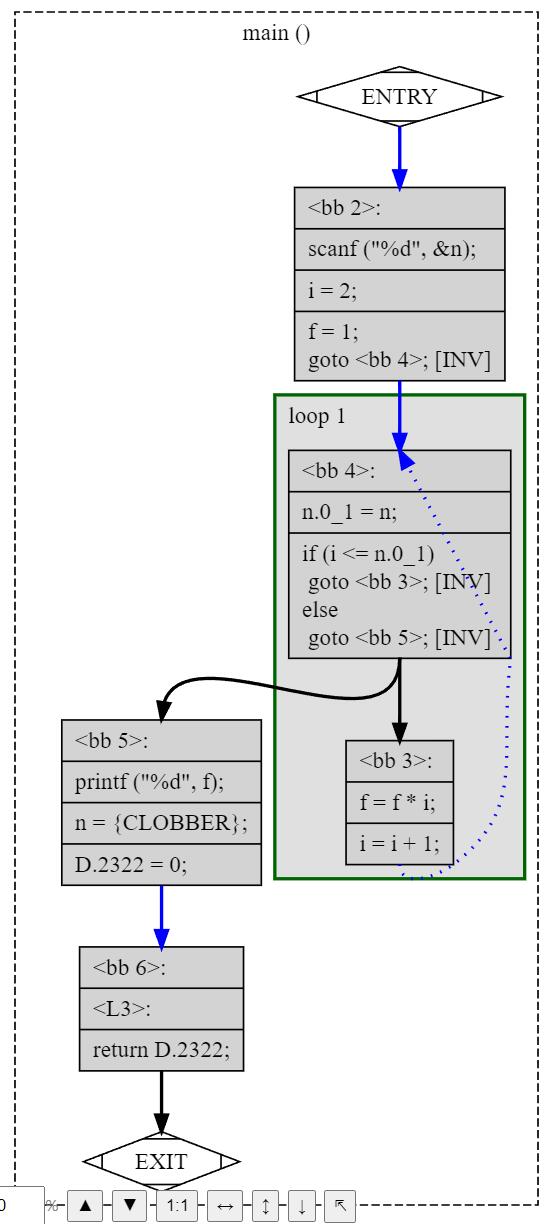 main ()
ENTRY
<bb 2>:
scanf ("%d", &n);
i = 2;
f = 1;
goto <bb 4>; [INV]
loop 1
<bb 4>:
n.0_1 = n;
if (i <= n.0_1)
goto <bb 3>; [INV]
else
goto <bb 5>; [INV]
<bb 5>:
printf ("%d", f);
n = {CLOBBER};
D.2322 = 0;
<bb 3>:
f = f * i;
i = i + 1;
<bb 6>:
<L3>:
return D.2322;
EXIT
0 % ▲ ▼ 1:1 ↔ ↕ ↓ ↖